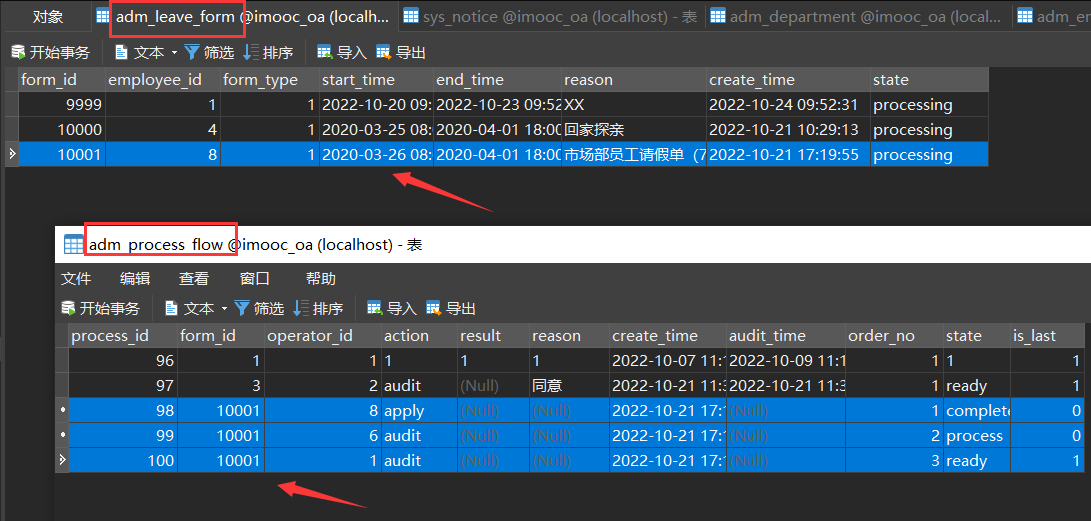 对象 adm_leave_form @imooc_oa (localh... sys_notice @imooc_oa (localhost) - 表 adm_department @imooc_oa (local... adm_en
开始事务 文本 筛选 排序 导入 导出
form_id employee_id form_type start_time end_time reason create_time state
9999 1 1 2022-10-20 09: 2022-10-23 09:52 XX 2022-10-24 09:52:31 processing
10000 4 1 2020-03-25 08: 2020-04-01 18:00 回家探亲 2022-10-21 10:29:13 processing
10001 8 1 2020-03-26 08: 2020-04-01 18:00 市场部员工请假单 (7 2022-10-21 17:19:55 processing
adm_process_flow @imooc_oa (localhost) - 表
文件 编辑 查看 窗口 帮助
开始事务 文本 筛选 排序 导入 导出
process_id form_id operator_id action result reason create_time audit_time order_no state is_last
96 1 1 1 1 1 2022-10-07 11:1 2022-10-09 11:1 1 1 1
97 3 2 audit (Null) 同意 2022-10-21 11:3 2022-10-21 11:3 1 ready 1
98 10001 8 apply (Null) (Null) 2022-10-21 17:1 (Null) 1 complete 0
99 10001 6 audit (Null) (Null) 2022-10-21 17:1 (Null) 2 process 0
100 10001 1 audit (Null) (Null) 2022-10-21 17:1 (Null) 3 ready 1